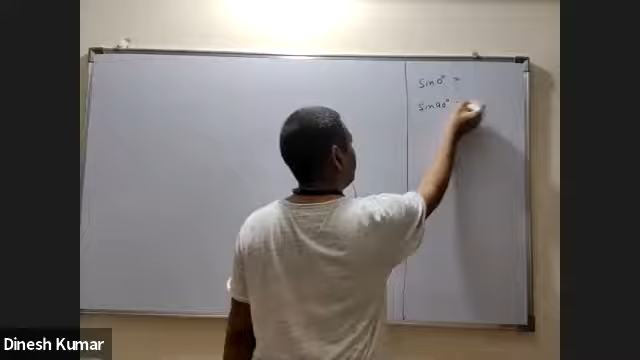 sin0° =
sin90° =
Dinesh Kumar